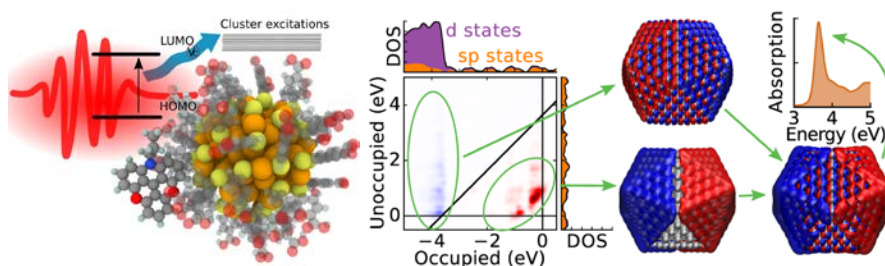 LUMO
V
Cluster excitations
HOMO
DOS
d states
sp states
Unoccupied (eV)
4
2
0
−4
−2
0
Occupied (eV)
DOS
Absorption
3
4
5
Energy (eV)